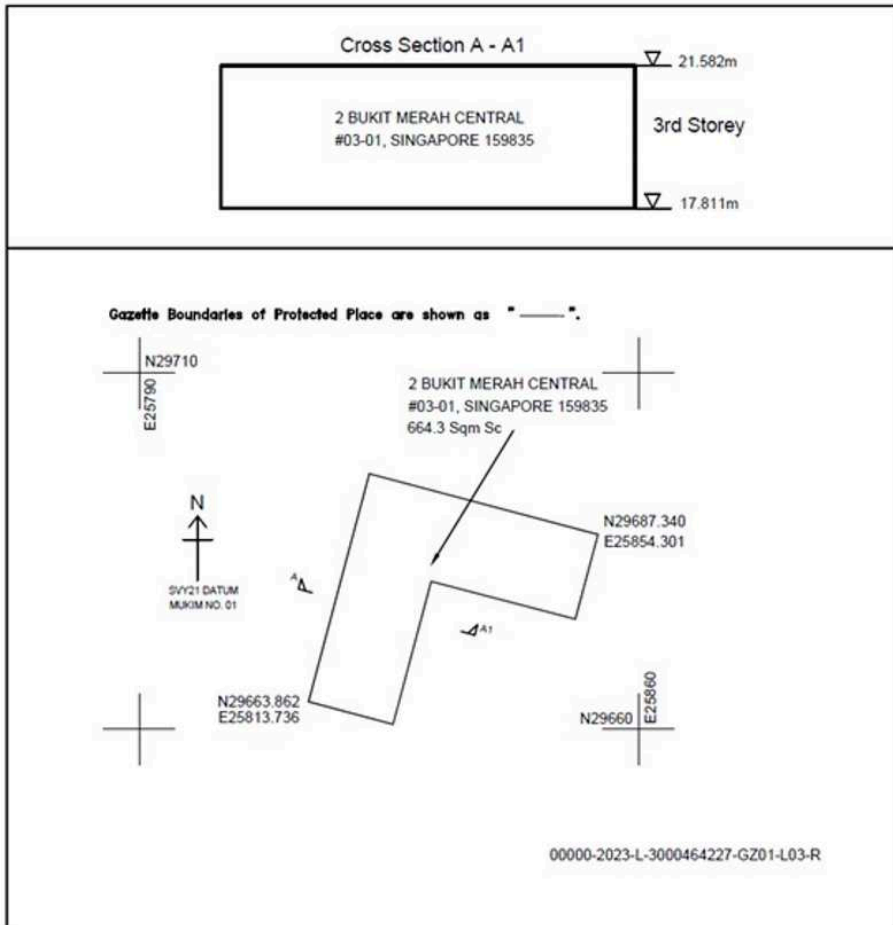 Cross Section A - A1
21.582m
2 BUKIT MERAH CENTRAL
#03-01, SINGAPORE 159835
3rd Storey
17.811m
Gazette Boundaries of Protected Place are shown as " ——— ".
N29710
E25790
2 BUKIT MERAH CENTRAL
#03-01, SINGAPORE 159835
664.3 Sqm Sc
N
N29687.340
E25854.301
SVY21 DATUM
MUKIM NO. 01
A
A1
N29663.862
E25813.736
E25860
N29660
00000-2023-L-3000464227-GZ01-L03-R